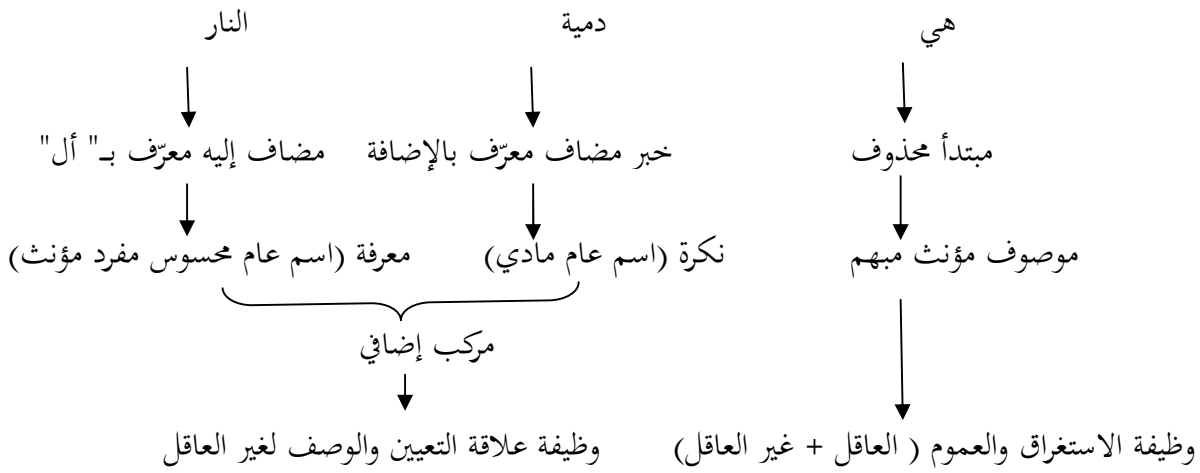 هي دمية النار
مبتدأ محذوف خبر مضاف معرّف بالإضافة مضاف إليه معرّف بـ" أل"
موصوف مؤنث مبهم نكرة (اسم عام مادي) معرفة (اسم عام محسوس مفرد مؤنث)
مركب إضافي
وظيفة الاستغراق والعموم ( العاقل + غير العاقل) وظيفة علاقة التعيين والوصف لغير العاقل